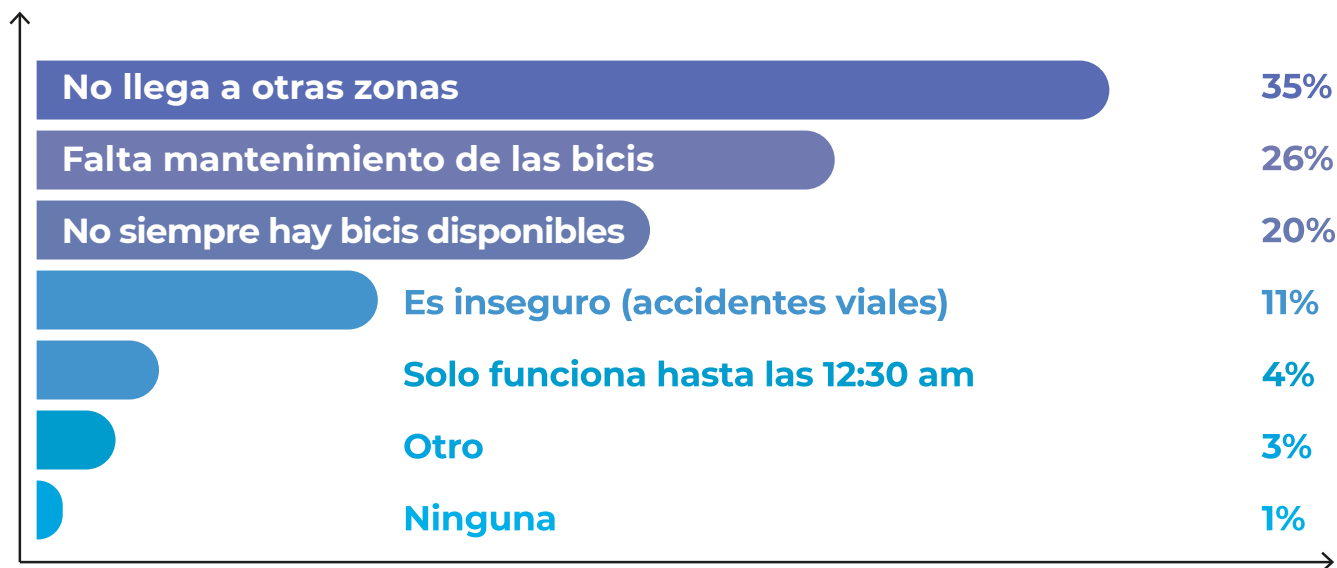 No llega a otras zonas 35%
Falta mantenimiento de las bicis 26%
No siempre hay bicis disponibles 20%
Es inseguro (accidentes viales) 11%
Solo funciona hasta las 12:30 am 4%
Otro 3%
Ninguna 1%